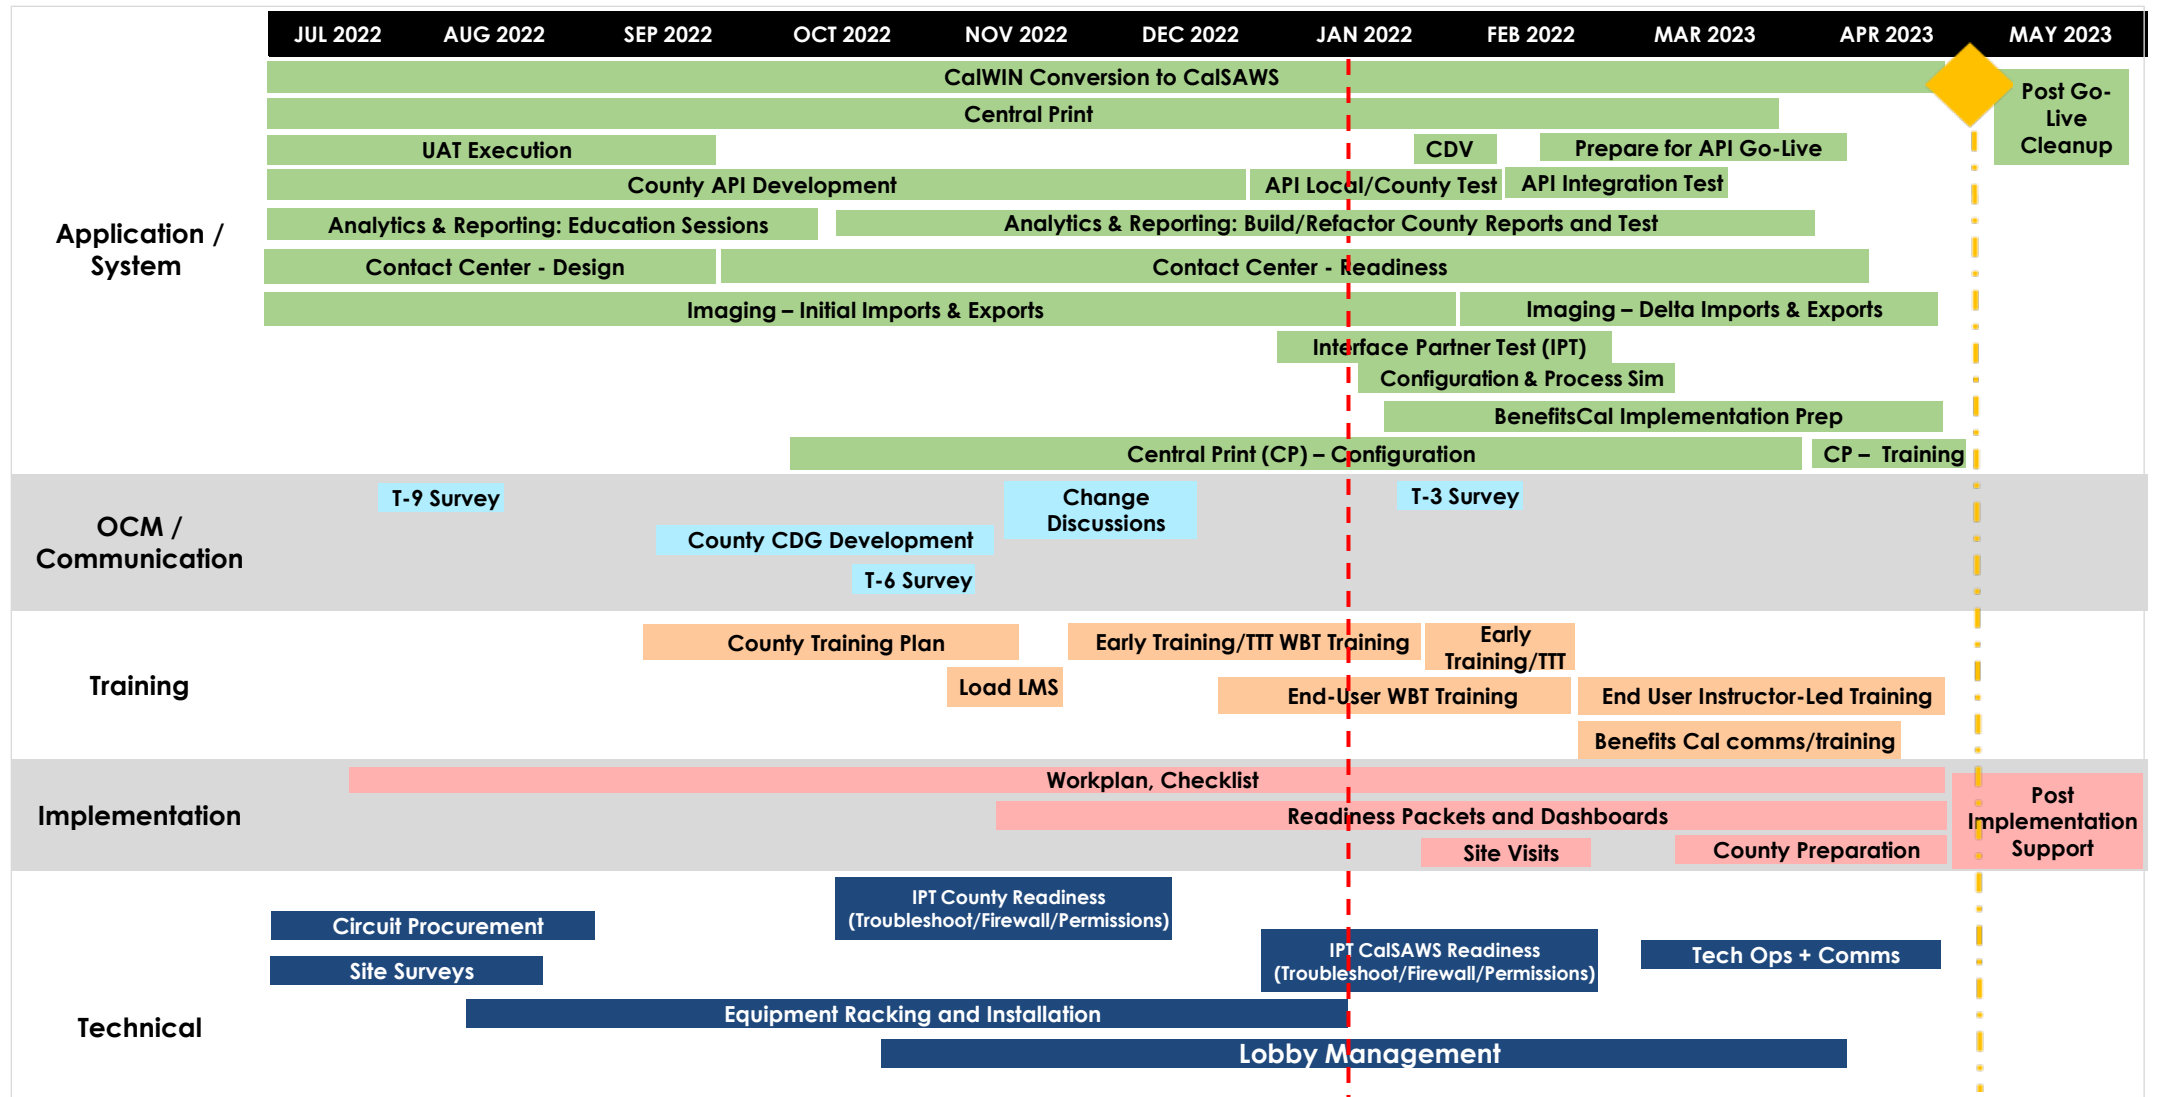 JUL 2022 AUG 2022 SEP 2022 OCT 2022 NOV 2022 DEC 2022 JAN 2022 FEB 2022 MAR 2023 APR 2023 MAY 2023
Application /
System
CalWIN Conversion to CalSAWS
Post Go-
Live
Cleanup
Central Print
UAT Execution
CDV
Prepare for API Go-Live
County API Development
API Local/County Test
API Integration Test
Analytics & Reporting: Education Sessions
Analytics & Reporting: Build/Refactor County Reports and Test
Contact Center - Design
Contact Center - Readiness
Imaging – Initial Imports & Exports
Imaging – Delta Imports & Exports
Interface Partner Test (IPT)
Configuration & Process Sim
BenefitsCal Implementation Prep
Central Print (CP) – Configuration
CP – Training
OCM /
Communication
T-9 Survey
Change
Discussions
T-3 Survey
County CDG Development
T-6 Survey
Training
County Training Plan
Early Training/TTT WBT Training
Early
Training/TTT
Load LMS
End-User WBT Training
End User Instructor-Led Training
Benefits Cal comms/training
Implementation
Workplan, Checklist
Readiness Packets and Dashboards
Site Visits
County Preparation
Post
Implementation
Support
Technical
IPT County Readiness
(Troubleshoot/Firewall/Permissions)
Circuit Procurement
IPT CalSAWS Readiness
(Troubleshoot/Firewall/Permissions)
Tech Ops + Comms
Site Surveys
Equipment Racking and Installation
Lobby Management